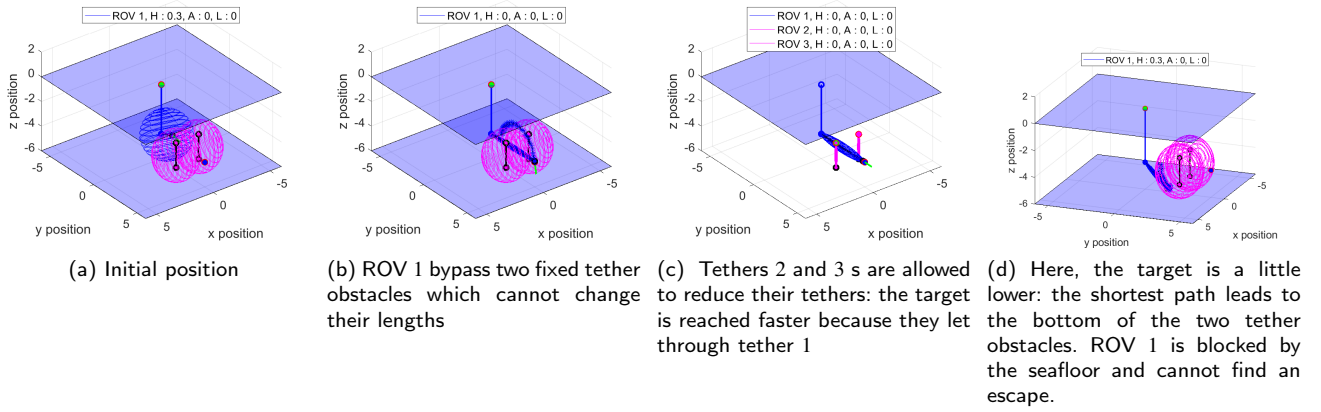 ROV 1, H : 0.3, A : 0, L : 0
2
0
-2
-4
-6
z position
-5
0
5
y position
5
0
-5
x position
(a) Initial position
ROV 1, H : 0, A : 0, L : 0
2
0
-2
-4
-6
z position
-5
0
5
y position
5
0
-5
x position
(b) ROV 1 bypass two fixed tether
obstacles which cannot change
their lengths
ROV 1, H : 0, A : 0, L : 0
ROV 2, H : 0, A : 0, L : 0
ROV 3, H : 0, A : 0, L : 0
2
0
-2
-4
-6
z position
-5
0
5
y position
5
0
-5
x position
(c) Tethers 2 and 3 s are allowed
to reduce their tethers: the target
is reached faster because they let
through tether 1
ROV 1, H : 0.3, A : 0, L : 0
2
0
-2
-4
-6
z position
-5
0
5
y position
5
0
-5
x position
(d) Here, the target is a little
lower: the shortest path leads to
the bottom of the two tether
obstacles. ROV 1 is blocked by
the seafloor and cannot find an
escape.